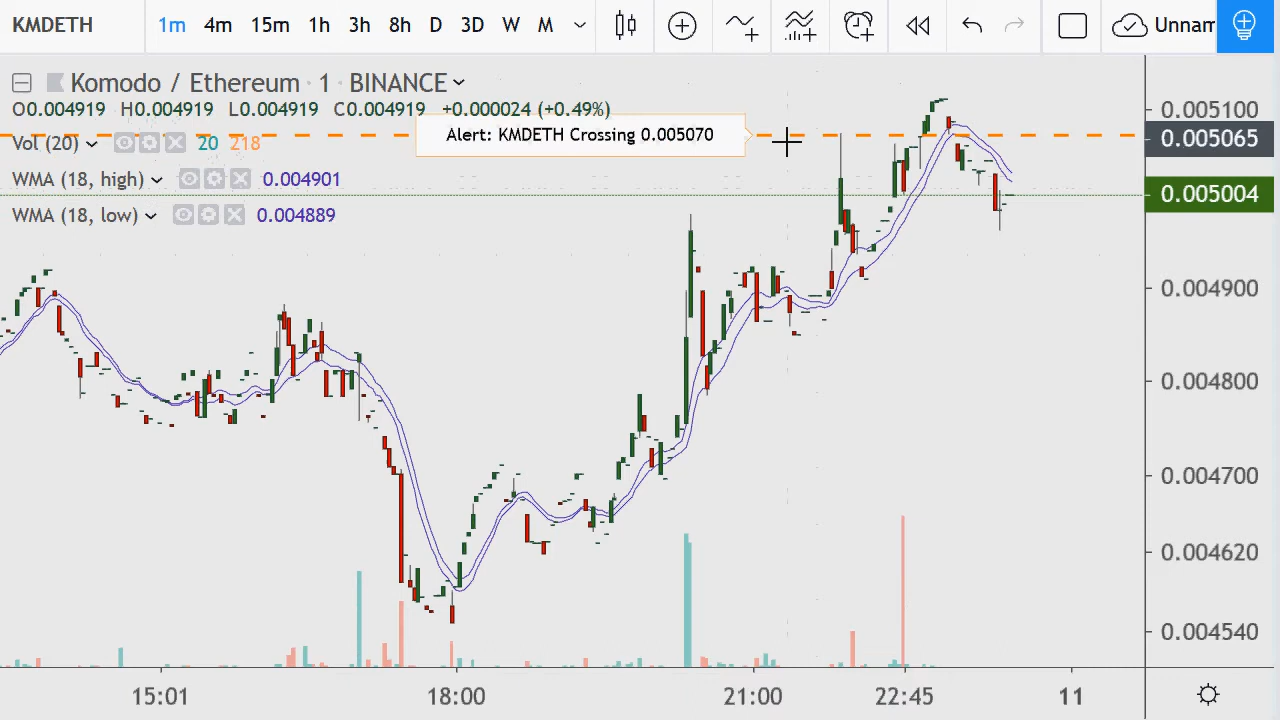 KMDETH 1m 4m 15m 1h 3h 8h D 3D W M Unnam
Komodo / Ethereum · 1 · BINANCE
O0.004919 H0.004919 L0.004919 C0.004919 +0.000024 (+0.49%)
Alert: KMDETH Crossing 0.005070
Vol (20) 20 218
WMA (18, high) 0.004901
WMA (18, low) 0.004889
0.005100
0.005065
0.005004
0.004900
0.004800
0.004700
0.004620
0.004540
15:01 18:00 21:00 22:45 11